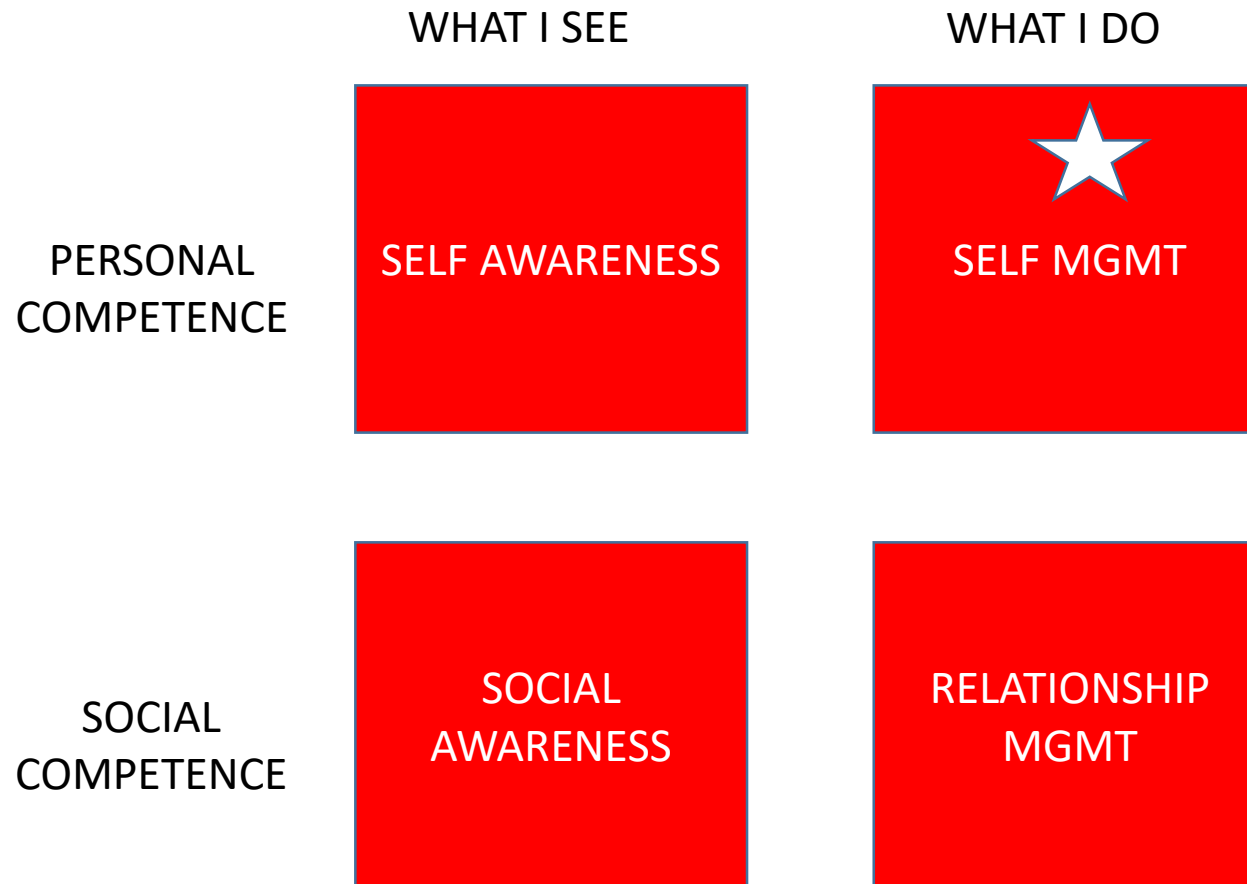 WHAT I SEE
WHAT I DO
PERSONAL
COMPETENCE
SELF AWARENESS
SELF MGMT
SOCIAL
COMPETENCE
SOCIAL
AWARENESS
RELATIONSHIP
MGMT